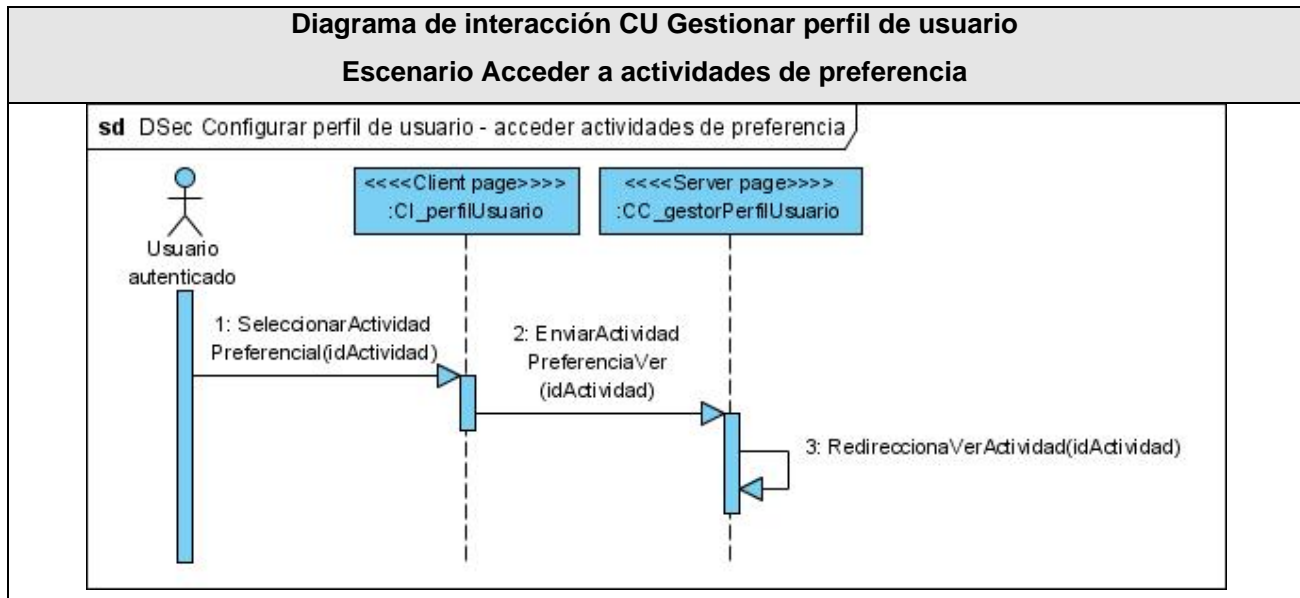 Diagrama de interacción CU Gestionar perfil de usuario
Escenario Acceder a actividades de preferencia
sd DSec Configurar perfil de usuario - acceder actividades de preferencia
<<<<Client page>>>>
:CI_perfilUsuario
<<<<Server page>>>>
:CC_gestorPerfilUsuario
Usuario
autenticado
1: SeleccionarActividad
Preferencial(idActividad)
2: EnviarActividad
PreferenciaVer
(idActividad)
3: RedireccionaVerActividad(idActividad)